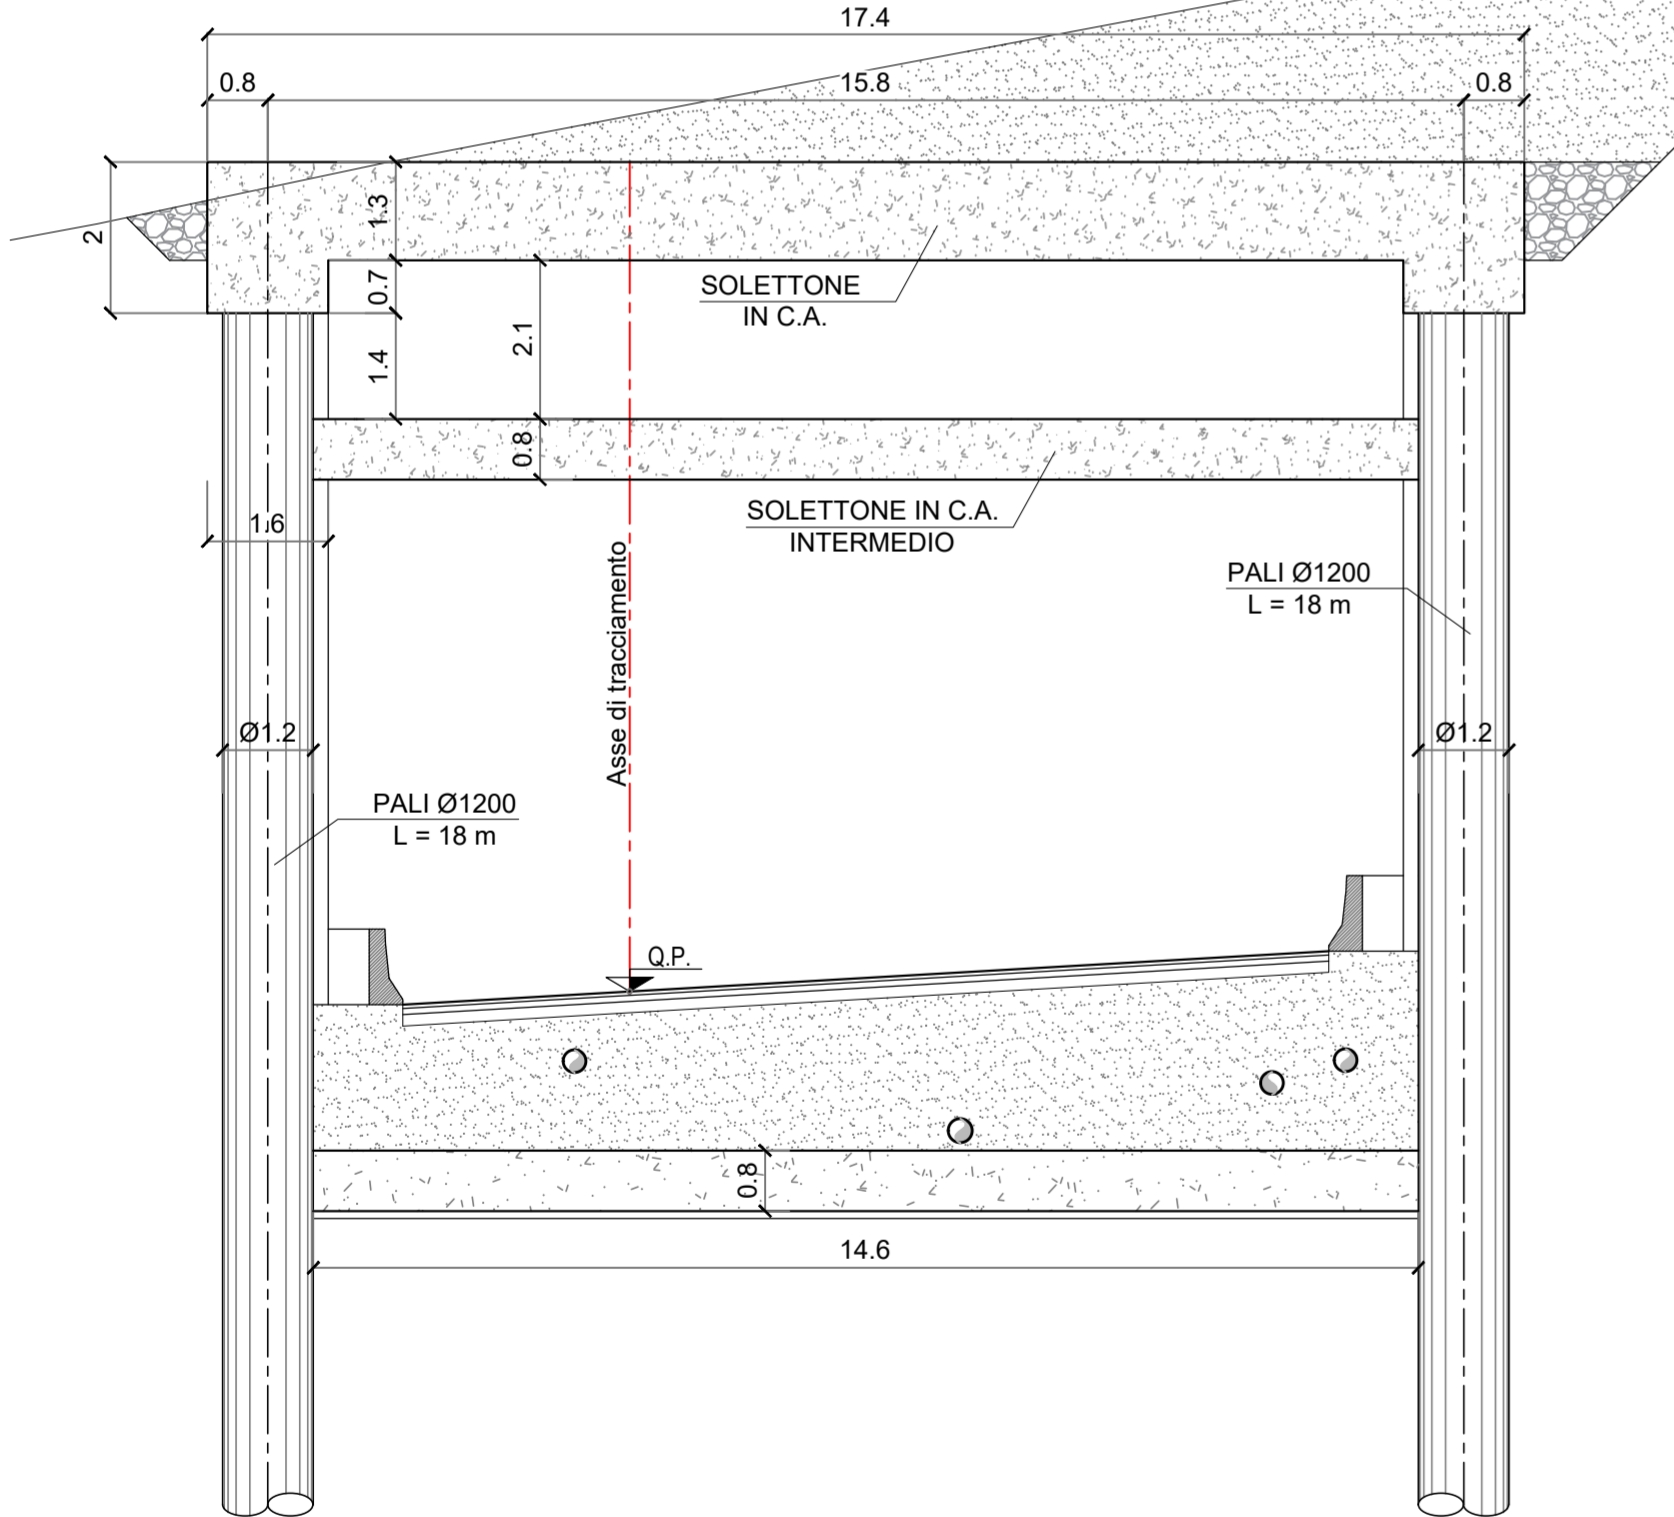 17.4
0.8
15.8
0.8
2
1.3
0.7
1.4
2.1
0.8
SOLETTONE
IN C.A.
SOLETTONE IN C.A.
INTERMEDIO
1.6
Asse di tracciamento
PALI Ø1200
L = 18 m
Ø1.2
Ø1.2
PALI Ø1200
L = 18 m
Q.P.
0.8
14.6